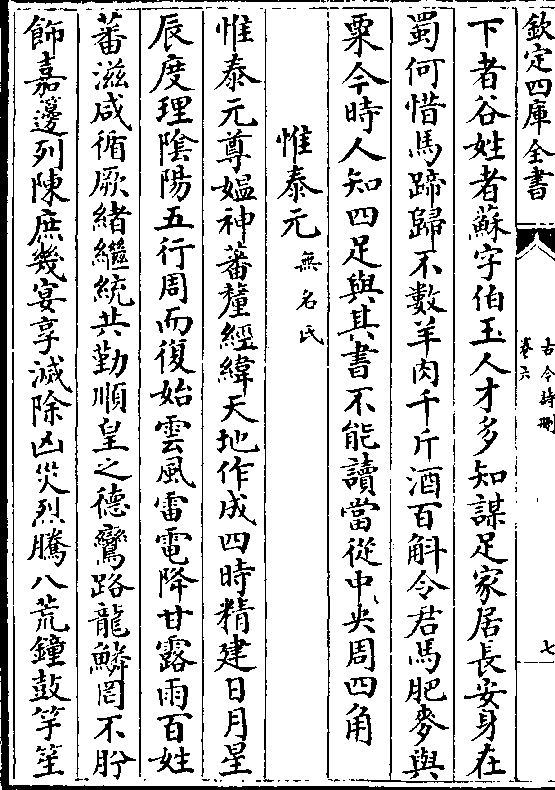 欽定四庫全書
古今詩刪
卷六
七
下者谷姓者蘇字伯玉人才多知謀足家居長安身在
蜀何惜馬蹄歸不數羊肉千斤酒百斛令君馬肥麥與
粟今時人知四足與其書不能讀當從中央周四角
惟泰元無名氏
惟泰元尊媪神蕃釐經緯天地作成四時精建日月星
辰度理隂陽五行周而復始雲風雷電降甘露雨百姓
蕃滋咸循厥緒繼統共勤順皇之德鸞路龍鱗罔不肸
飾嘉籩列陳庶幾宴享滅除凶災烈騰八荒鐘鼓竽笙